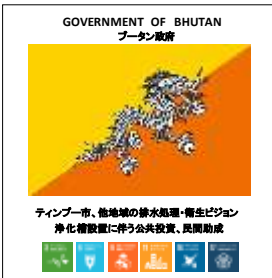 GOVERNMENT OF BHUTAN
ブータン政府
ティンプー市、他地域の排水処理・衛生ビジョン
浄化槽設置に伴う公共投資、民間助成